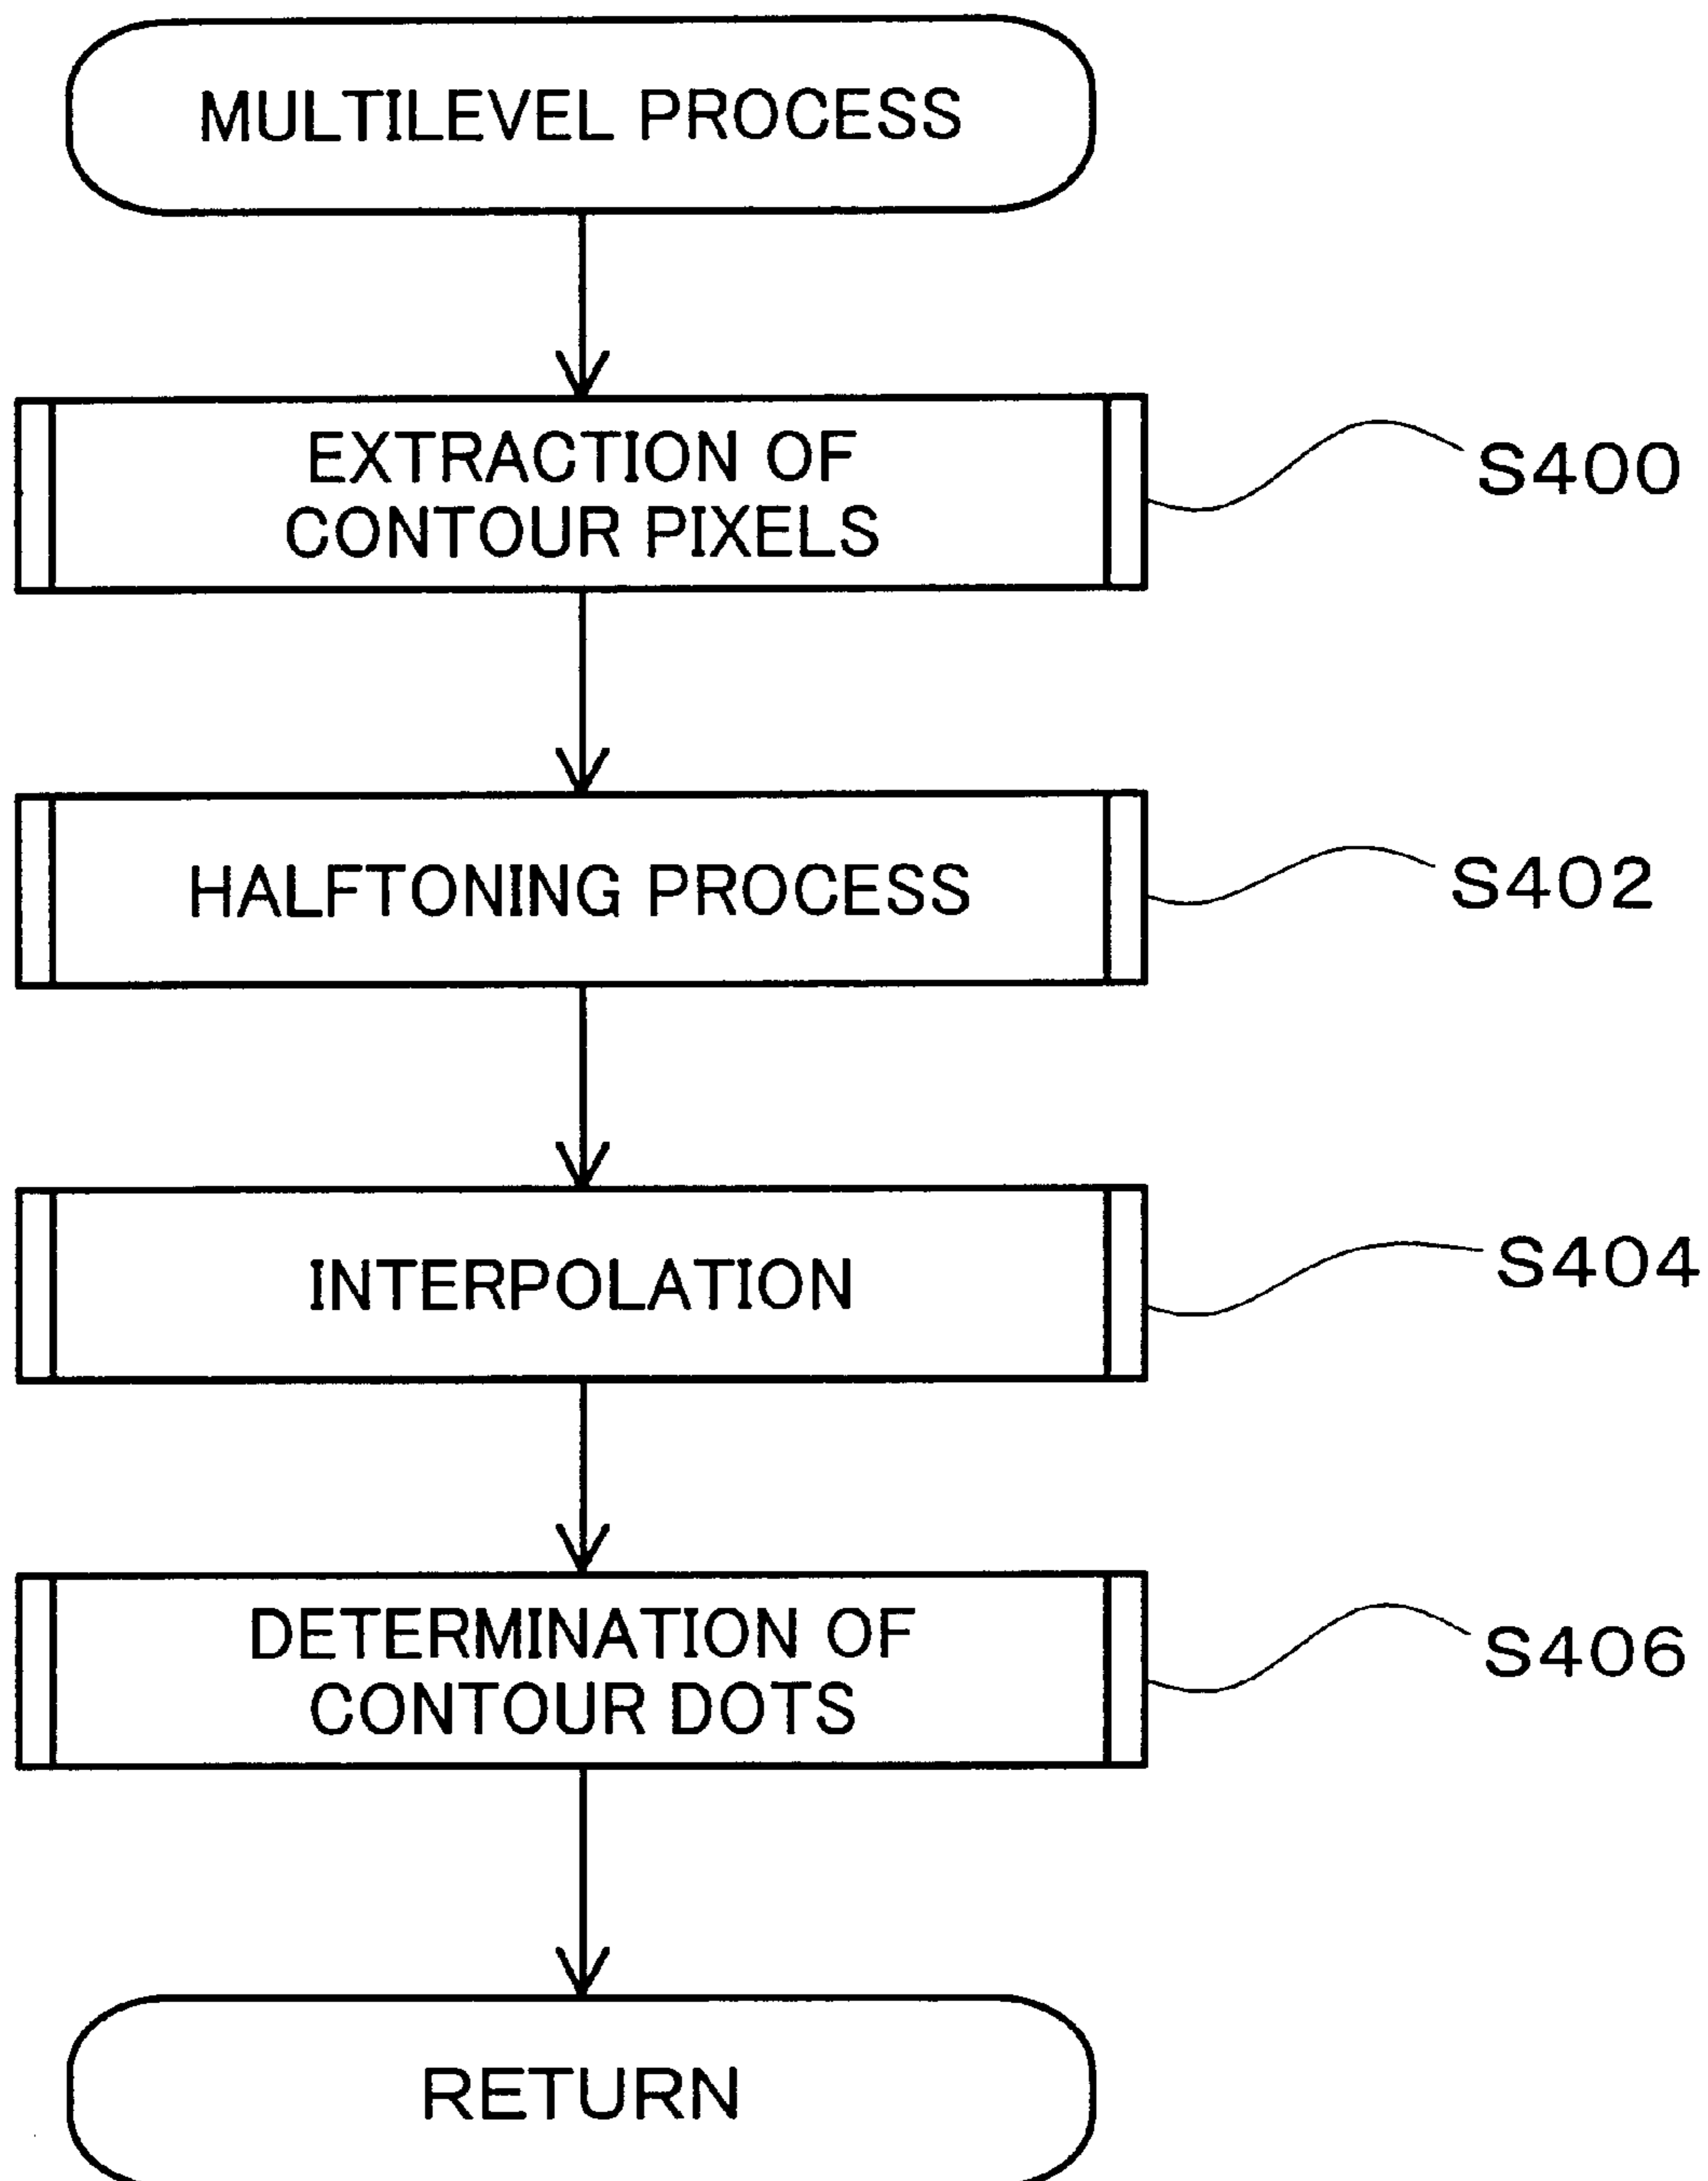 MULTILEVEL PROCESS
EXTRACTION OF
CONTOUR PIXELS
S400
HALFTONING PROCESS
S402
INTERPOLATION
S404
DETERMINATION OF
CONTOUR DOTS
S406
RETURN